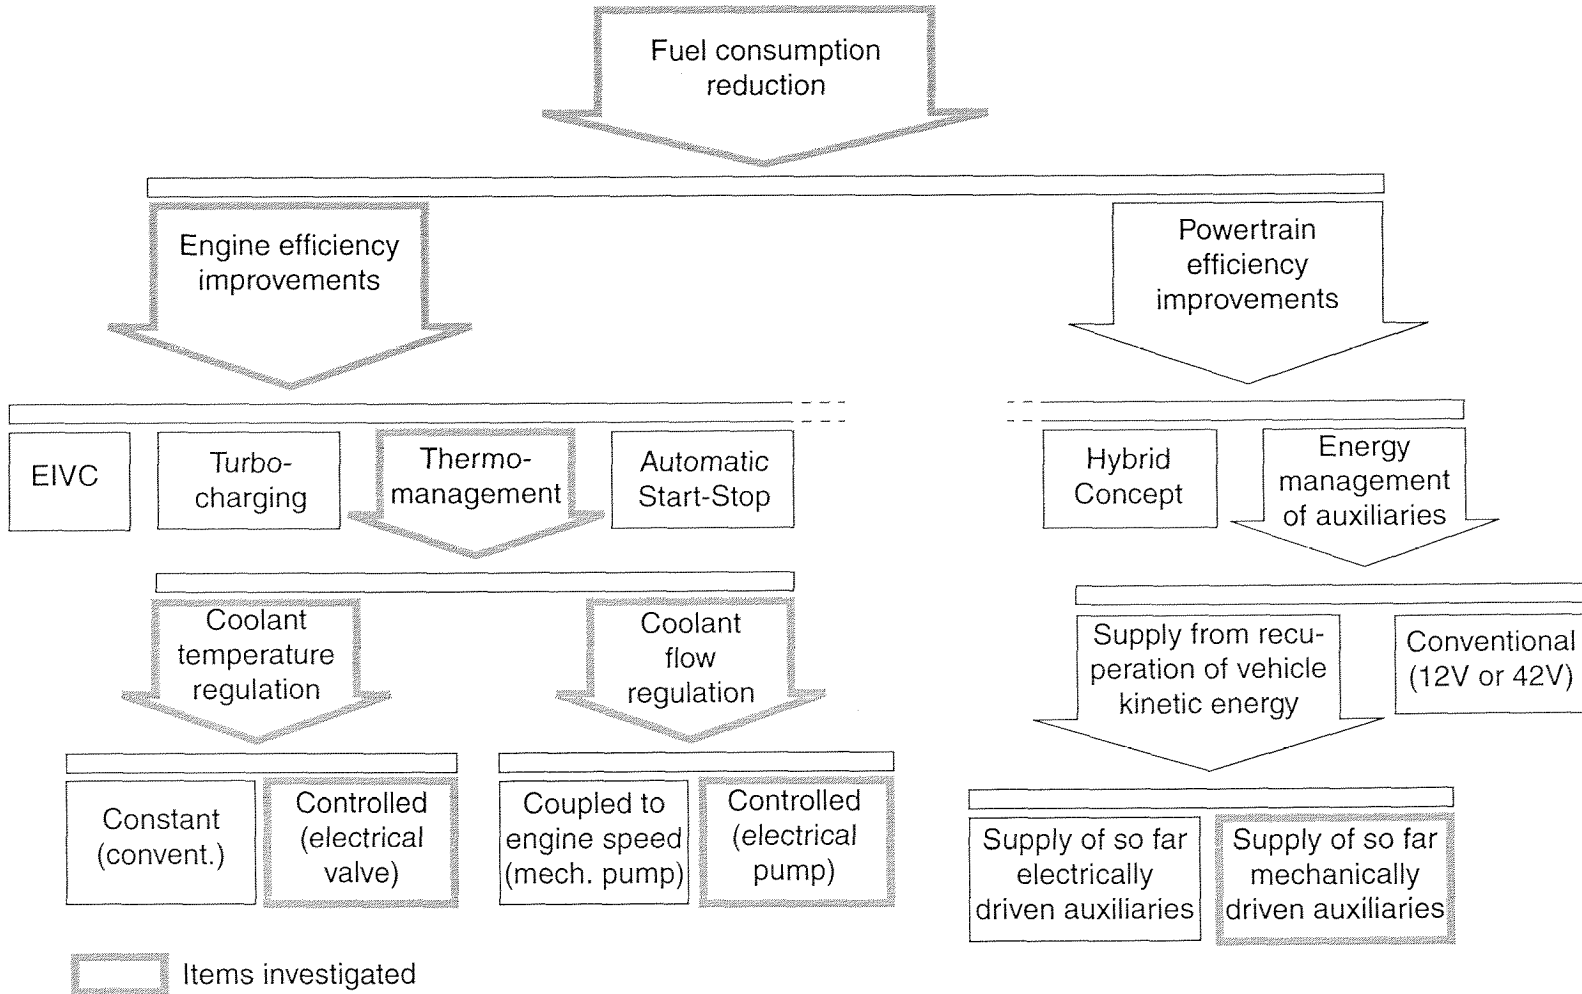 Fuel consumption
reduction
Engine efficiency
improvements
Powertrain
efficiency
improvements
EIVC
Turbo-
charging
Thermo-
management
Automatic
Start-Stop
Hybrid
Concept
Energy
management
of auxiliaries
Coolant
temperature
regulation
Coolant
flow
regulation
Supply from recu-
peration of vehicle
kinetic energy
Conventional
(12V or 42V)
Constant
(convent.)
Controlled
(electrical
valve)
Coupled to
engine speed
(mech. pump)
Controlled
(electrical
pump)
Supply of so far
electrically
driven auxiliaries
Supply of so far
mechanically
driven auxiliaries
Items investigated